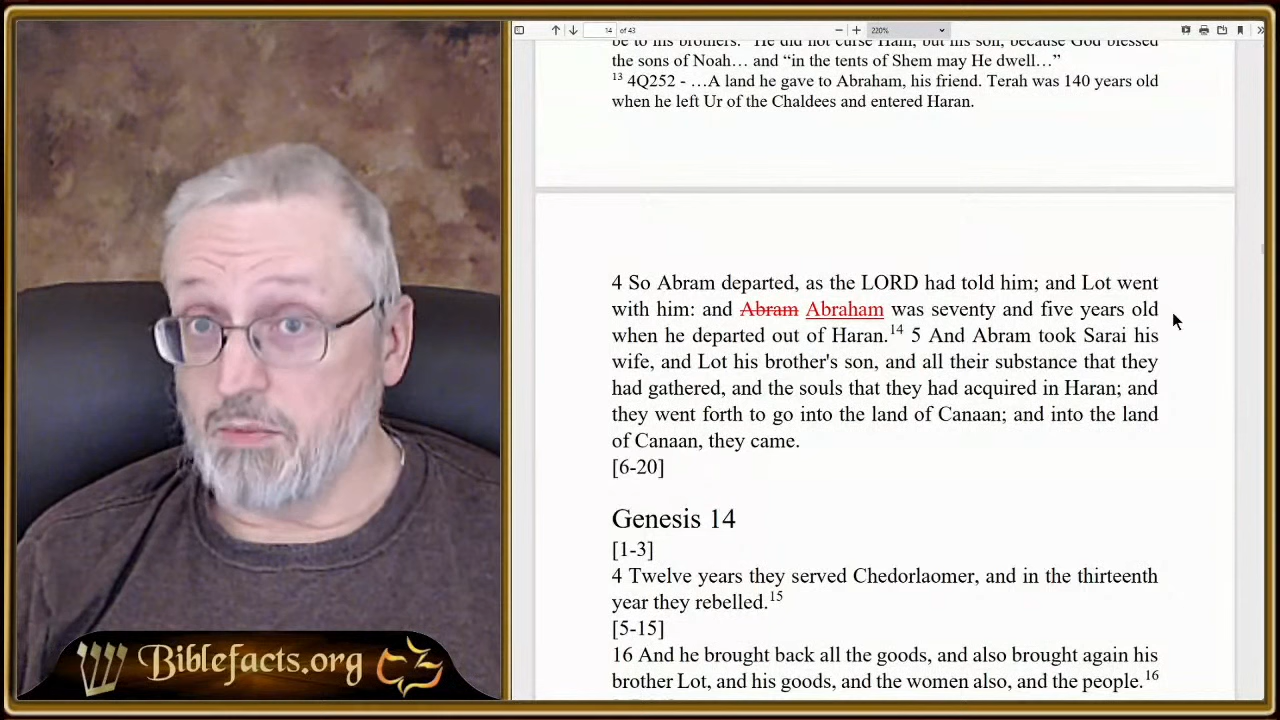 14 of 43
220%
be to his brothers." He did not curse Ham, but his son, because God blessed
the sons of Noah… and “in the tents of Shem may He dwell…”
13 4Q252 - …A land he gave to Abraham, his friend. Terah was 140 years old
when he left Ur of the Chaldees and entered Haran.
4 So Abram departed, as the LORD had told him; and Lot went
with him: and Abram Abraham was seventy and five years old
when he departed out of Haran.14 5 And Abram took Sarai his
wife, and Lot his brother's son, and all their substance that they
had gathered, and the souls that they had acquired in Haran; and
they went forth to go into the land of Canaan; and into the land
of Canaan, they came.
[6-20]
Genesis 14
[1-3]
4 Twelve years they served Chedorlaomer, and in the thirteenth
year they rebelled.15
[5-15]
16 And he brought back all the goods, and also brought again his
brother Lot, and his goods, and the women also, and the people.16
Biblefacts.org